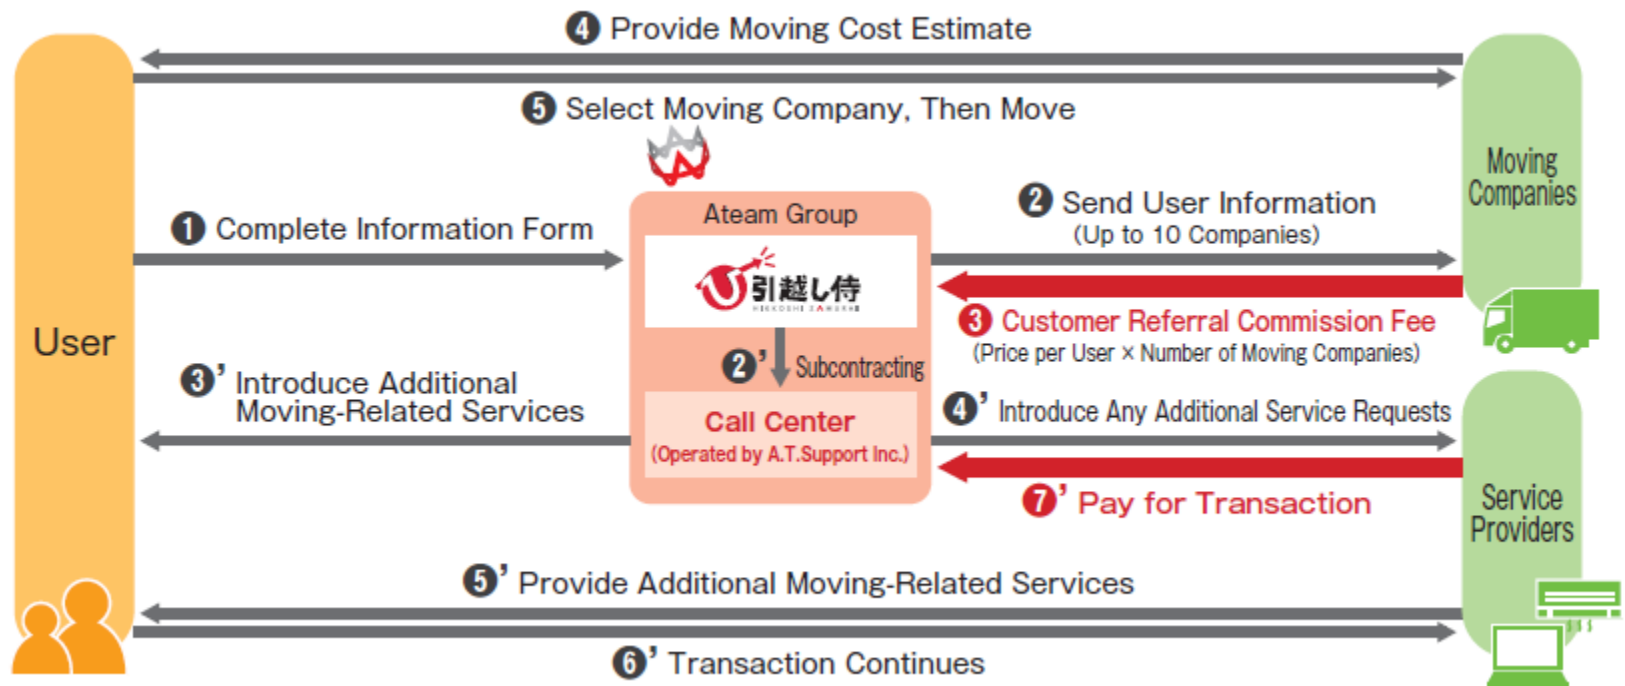 ❹ Provide Moving Cost Estimate
❺ Select Moving Company, Then Move
Moving
Companies
Ateam Group
❶ Complete Information Form
❷ Send User Information
(Up to 10 Companies)
引越し侍
HIKKOSHI ZAMURAI
❸ Customer Referral Commission Fee
(Price per User × Number of Moving Companies)
User
❷’ Subcontracting
❸’ Introduce Additional
Moving-Related Services
Call Center
(Operated by A.T.Support Inc.)
❹’ Introduce Any Additional Service Requests
❼’ Pay for Transaction
Service
Providers
❺’ Provide Additional Moving-Related Services
❻’ Transaction Continues